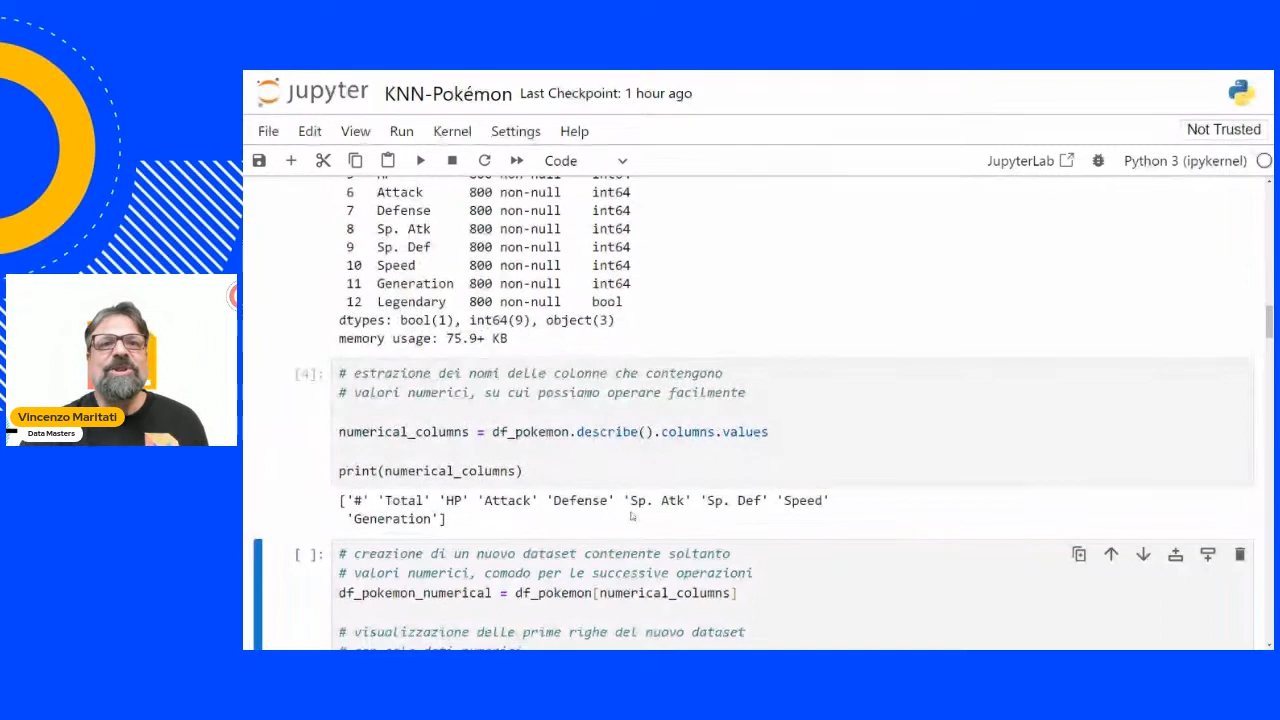 jupyter KNN-Pokémon Last Checkpoint: 1 hour ago
File Edit View Run Kernel Settings Help Not Trusted
Code JupyterLab Python 3 (ipykernel)
6 Attack 800 non-null int64
7 Defense 800 non-null int64
8 Sp. Atk 800 non-null int64
9 Sp. Def 800 non-null int64
10 Speed 800 non-null int64
11 Generation 800 non-null int64
12 Legendary 800 non-null bool
dtypes: bool(1), int64(9), object(3)
memory usage: 75.9+ KB
[4]: # estrazione dei nomi delle colonne che contengono
# valori numerici, su cui possiamo operare facilmente
numerical_columns = df_pokemon.describe().columns.values
print(numerical_columns)
['#' 'Total' 'HP' 'Attack' 'Defense' 'Sp. Atk' 'Sp. Def' 'Speed'
'Generation']
[ ]: # creazione di un nuovo dataset contenente soltanto
# valori numerici, comodo per le successive operazioni
df_pokemon_numerical = df_pokemon[numerical_columns]
# visualizzazione delle prime righe del nuovo dataset
Vincenzo Maritati
Data Masters